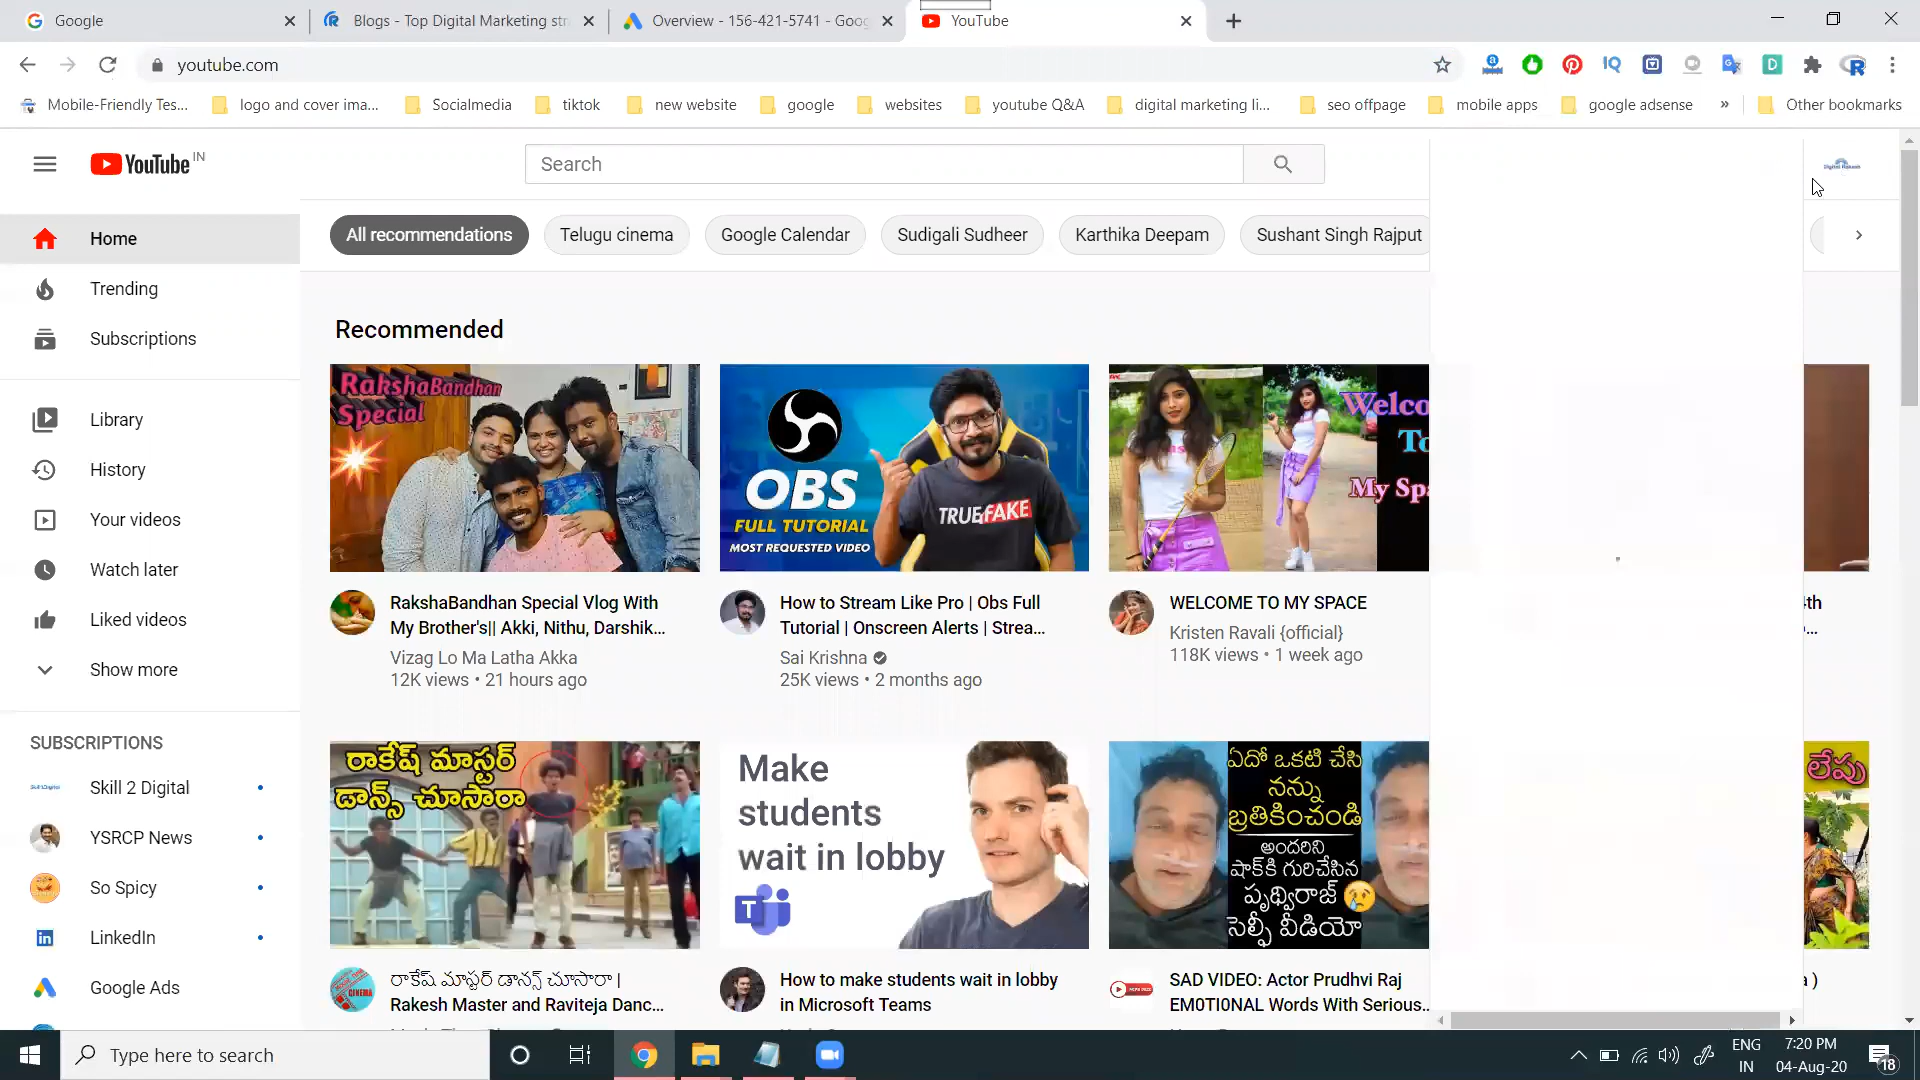 Google
Blogs - Top Digital Marketing str
Overview - 156-421-5741 - Goog
YouTube
youtube.com
Mobile-Friendly Tes...
logo and cover ima...
Socialmedia
tiktok
new website
google
websites
youtube Q&A
digital marketing li...
seo offpage
mobile apps
google adsense
»
Other bookmarks
YouTube IN
Search
Digital Rakesh
Home
Trending
Subscriptions
Library
History
Your videos
Watch later
Liked videos
Show more
SUBSCRIPTIONS
Skill 2 Digital
YSRCP News
So Spicy
LinkedIn
Google Ads
All recommendations
Telugu cinema
Google Calendar
Sudigali Sudheer
Karthika Deepam
Sushant Singh Rajput
Recommended
RakshaBandhan
Special
OBS
FULL TUTORIAL
MOST REQUESTED VIDEO
TRUE FAKE
Welco
To
My Spa
RakshaBandhan Special Vlog With
My Brother's|| Akki, Nithu, Darshik...
Vizag Lo Ma Latha Akka
12K views • 21 hours ago
How to Stream Like Pro | Obs Full
Tutorial | Onscreen Alerts | Strea...
Sai Krishna
25K views • 2 months ago
WELCOME TO MY SPACE
Kristen Ravali {official}
118K views • 1 week ago
4th
రాకేష్ మాస్టర్
డాన్స్ చూసారా
Make
students
wait in lobby
T
ఏదో ఒకటి చేసి
నన్ను
బ్రతికించండి
అందరిని
షాక్‌కి గురిచేసిన
పృథ్విరాజ్
సెల్ఫీ వీడియో
లేపు
రాకేష్ మాస్టర్ డాన్స్ చూసారా |
Rakesh Master and Raviteja Danc...
How to make students wait in lobby
in Microsoft Teams
SAD VIDEO: Actor Prudhvi Raj
EM0TI0NAL Words With Serious...
a )
Type here to search
ENG
IN
7:20 PM
04-Aug-20
18